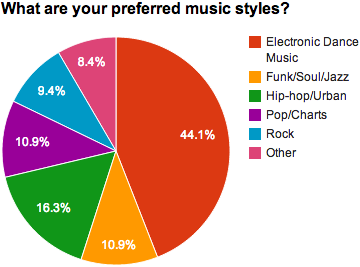 What are your preferred music styles?
Electronic Dance
Music
Funk/Soul/Jazz
Hip-hop/Urban
Pop/Charts
Rock
Other
8.4%
9.4%
44.1%
10.9%
16.3%
10.9%